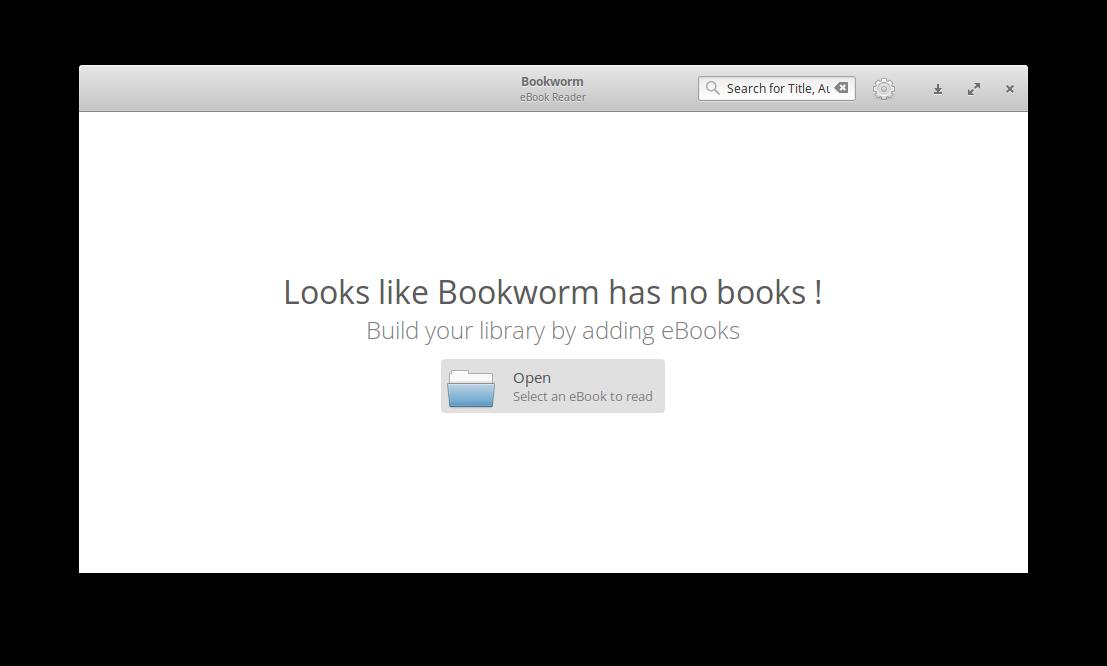 Bookworm
eBook Reader
Search for Title, Au
Looks like Bookworm has no books !
Build your library by adding eBooks
Open
Select an eBook to read